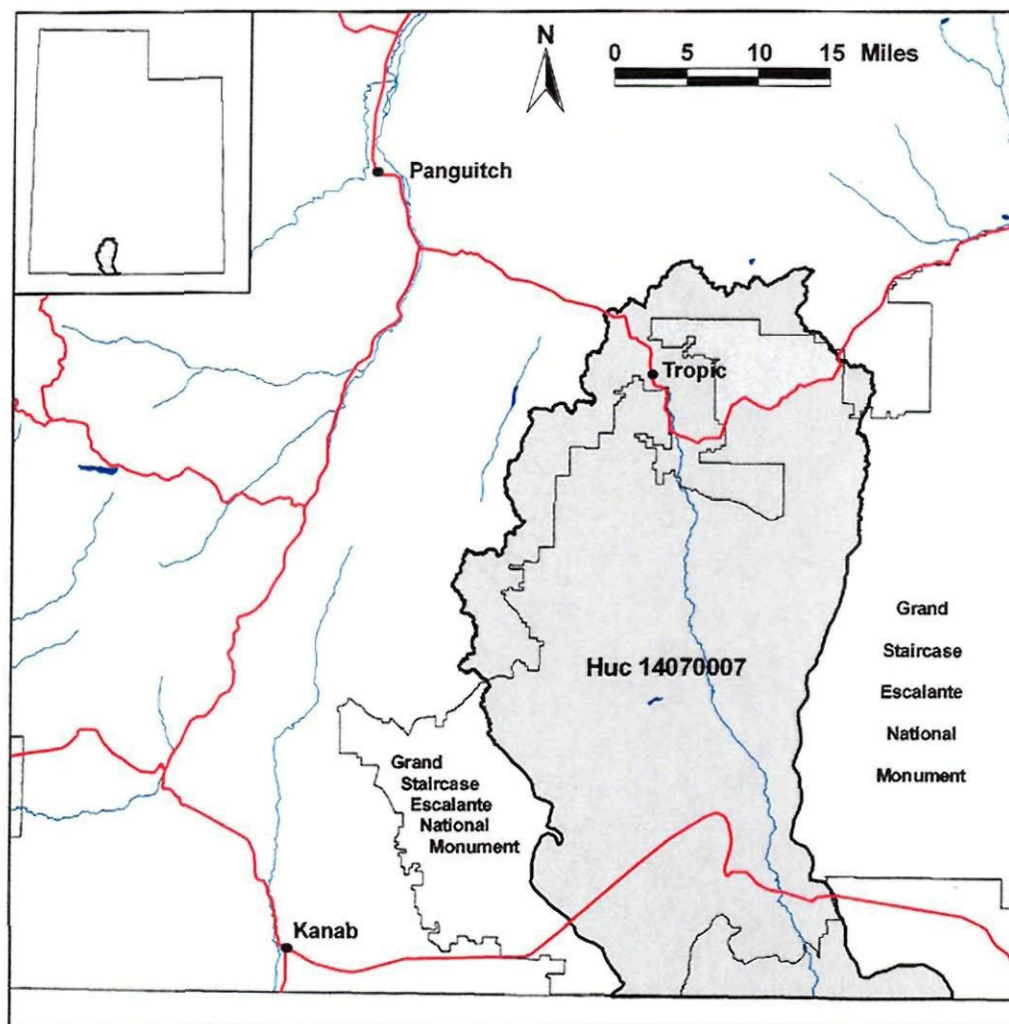 N
0 5 10 15 Miles
Panguitch
Tropic
Grand
Staircase
Escalante
National
Monument
Huc 14070007
Grand
Staircase
Escalante
National
Monument
Kanab